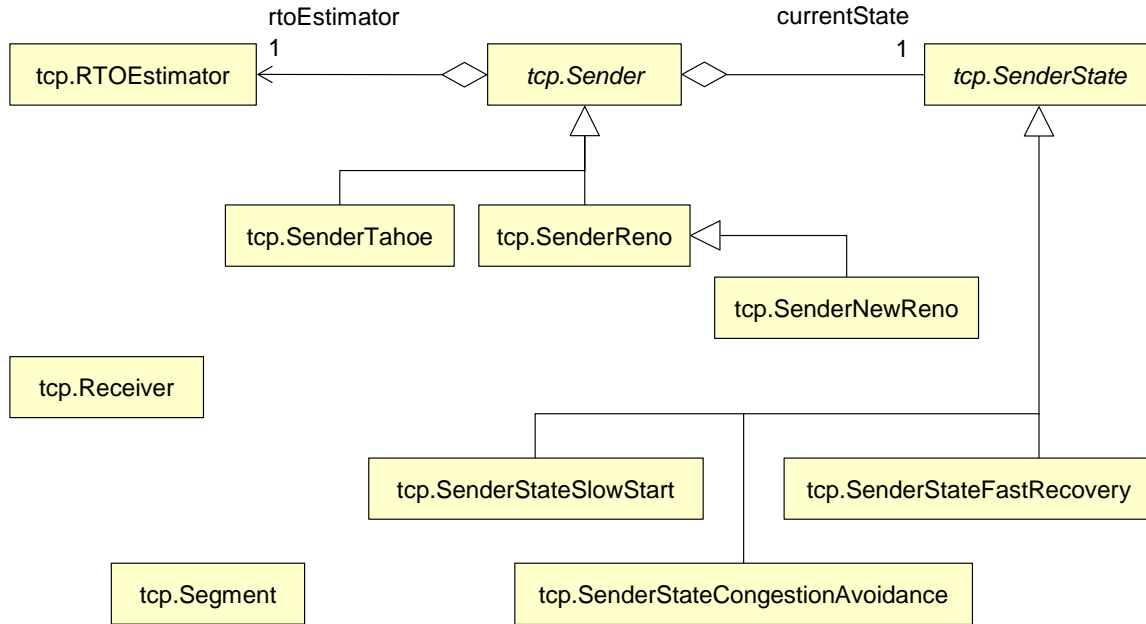 rtoEstimator
currentState
1
1
tcp.RTOEstimator
tcp.Sender
tcp.SenderState
tcp.SenderTahoe
tcp.SenderReno
tcp.SenderNewReno
tcp.Receiver
tcp.SenderStateSlowStart
tcp.SenderStateFastRecovery
tcp.Segment
tcp.SenderStateCongestionAvoidance